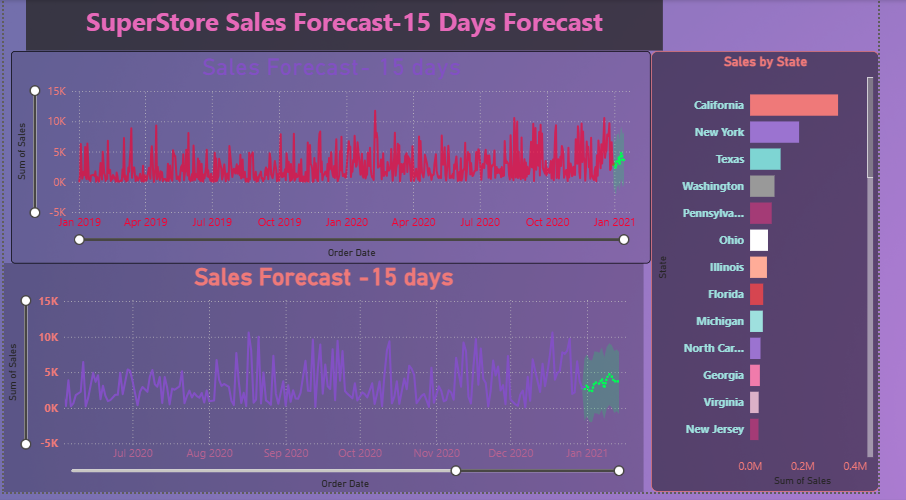 SuperStore Sales Forecast-15 Days Forecast
Sales Forecast- 15 days
15K
10K
5K
0K
-5K
Sum of Sales
Jan 2019 Apr 2019 Jul 2019 Oct 2019 Jan 2020 Apr 2020 Jul 2020 Oct 2020 Jan 2021
Order Date
Sales Forecast -15 days
15K
10K
5K
0K
-5K
Sum of Sales
Jul 2020 Aug 2020 Sep 2020 Oct 2020 Nov 2020 Dec 2020 Jan 2021
Order Date
Sales by State
State
California
New York
Texas
Washington
Pennsylva...
Ohio
Illinois
Florida
Michigan
North Car...
Georgia
Virginia
New Jersey
0.0M 0.2M 0.4M
Sum of Sales